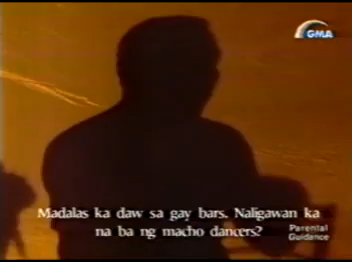 GMA
Madalas ka daw sa gay bars. Naligawan ka
na ba ng macho dancers?
Parental
Guidance